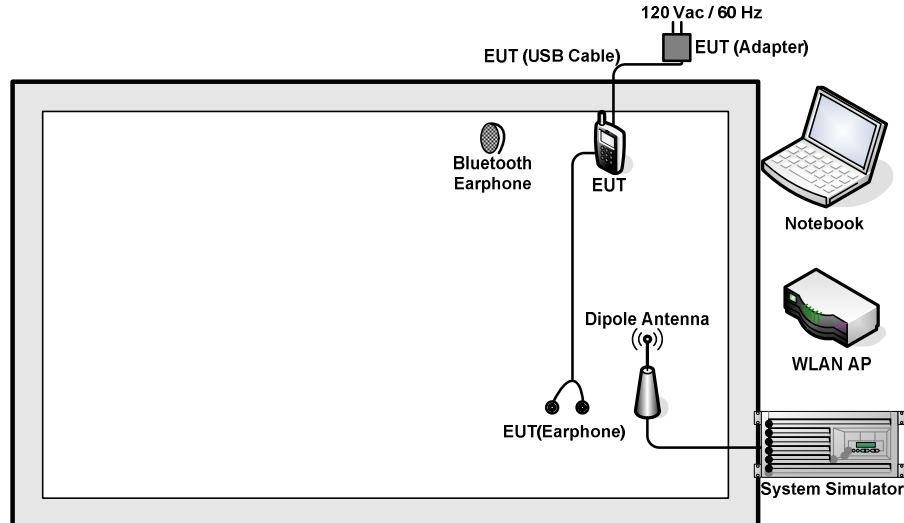 120 Vac / 60 Hz
EUT (Adapter)
EUT (USB Cable)
Bluetooth
Earphone
EUT
Notebook
Dipole Antenna
WLAN AP
EUT(Earphone)
System Simulator